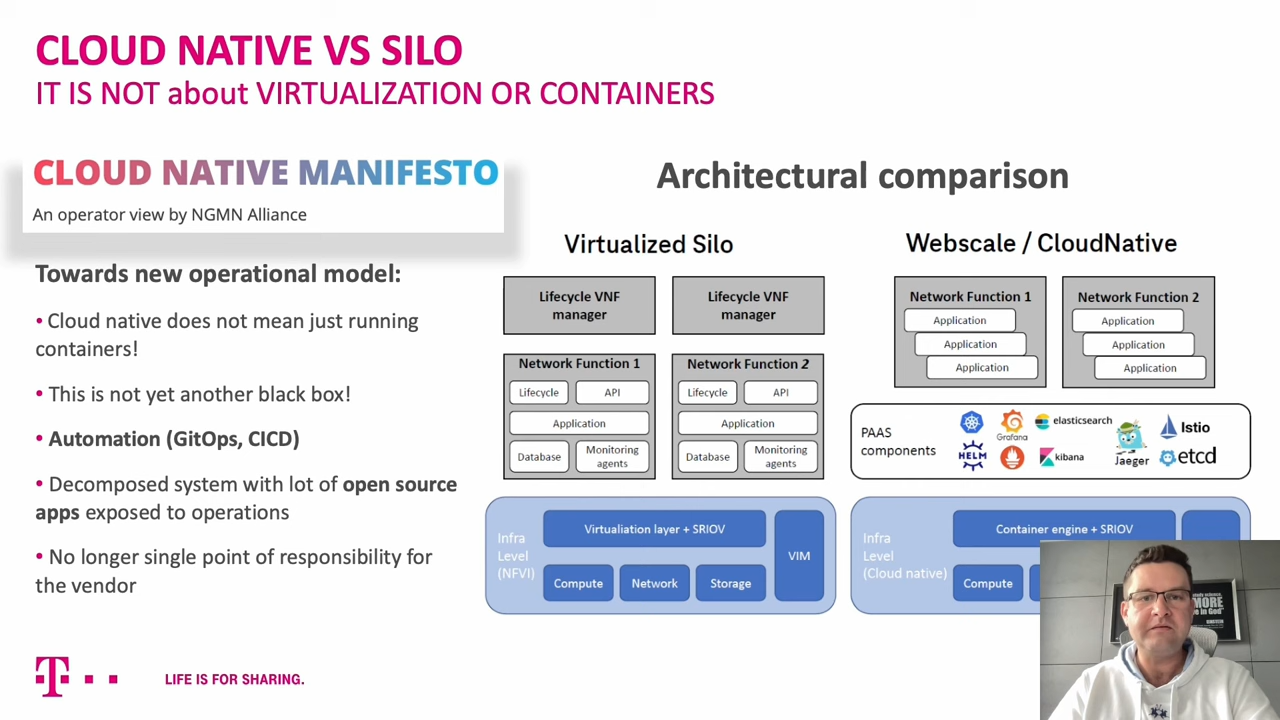 CLOUD NATIVE VS SILO
IT IS NOT about VIRTUALIZATION OR CONTAINERS
CLOUD NATIVE MANIFESTO
An operator view by NGMN Alliance
Towards new operational model:
• Cloud native does not mean just running
containers!
• This is not yet another black box!
• Automation (GitOps, CICD)
• Decomposed system with lot of open source
apps exposed to operations
• No longer single point of responsibility for
the vendor
Architectural comparison
Virtualized Silo
Lifecycle VNF
manager
Lifecycle VNF
manager
Network Function 1
Lifecycle
API
Application
Database
Monitoring
agents
Network Function 2
Lifecycle
API
Application
Database
Monitoring
agents
Infra
Level
(NFVI)
Virtualiation layer + SRIOV
Compute
Network
Storage
VIM
Webscale / CloudNative
Network Function 1
Application
Application
Application
Network Function 2
Application
Application
Application
PAAS
components
HELM
Grafana
elasticsearch
kibana
Jaeger
Istio
etcd
Infra
Level
(Cloud native)
Container engine + SRIOV
Compute
MORE
T
LIFE IS FOR SHARING.